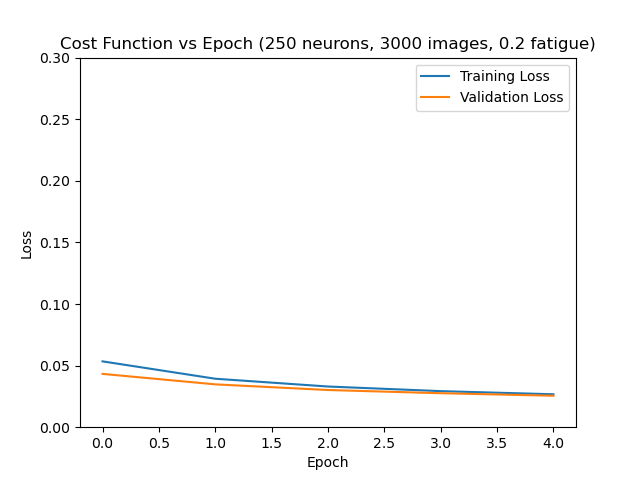 Cost Function vs Epoch (250 neurons, 3000 images, 0.2 fatigue)
Training Loss
Validation Loss
0.30
0.25
0.20
0.15
0.10
0.05
0.00
Loss
0.0 0.5 1.0 1.5 2.0 2.5 3.0 3.5 4.0
Epoch